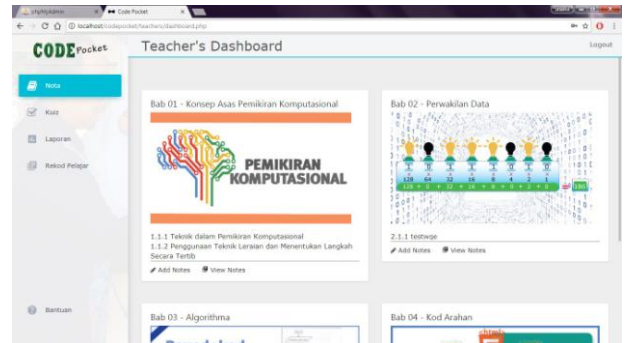 phpMyAdmin
Code Pocket
localhost/codepocket/teachers/dashboard.php
CODE Pocket
Teacher's Dashboard
Logout
Nota
Kuiz
Laporan
Rekod Pelajar
Bantuan
Bab 01 - Konsep Asas Pemikiran Komputasional
PEMIKIRAN
KOMPUTASIONAL
1.1.1 Teknik dalam Pemikiran Komputasional
1.1.2 Penggunaan Teknik Leraian dan Menentukan Langkah
Secara Tertib
Add Notes View Notes
Bab 02 - Perwakilan Data
128 64 32 16 8 4 2 1
128 + 0 + 32 + 16 + 8 + 0 + 2 + 0
2.1.1 testwge
Add Notes View Notes
Bab 03 - Algorithma
Bab 04 - Kod Arahan